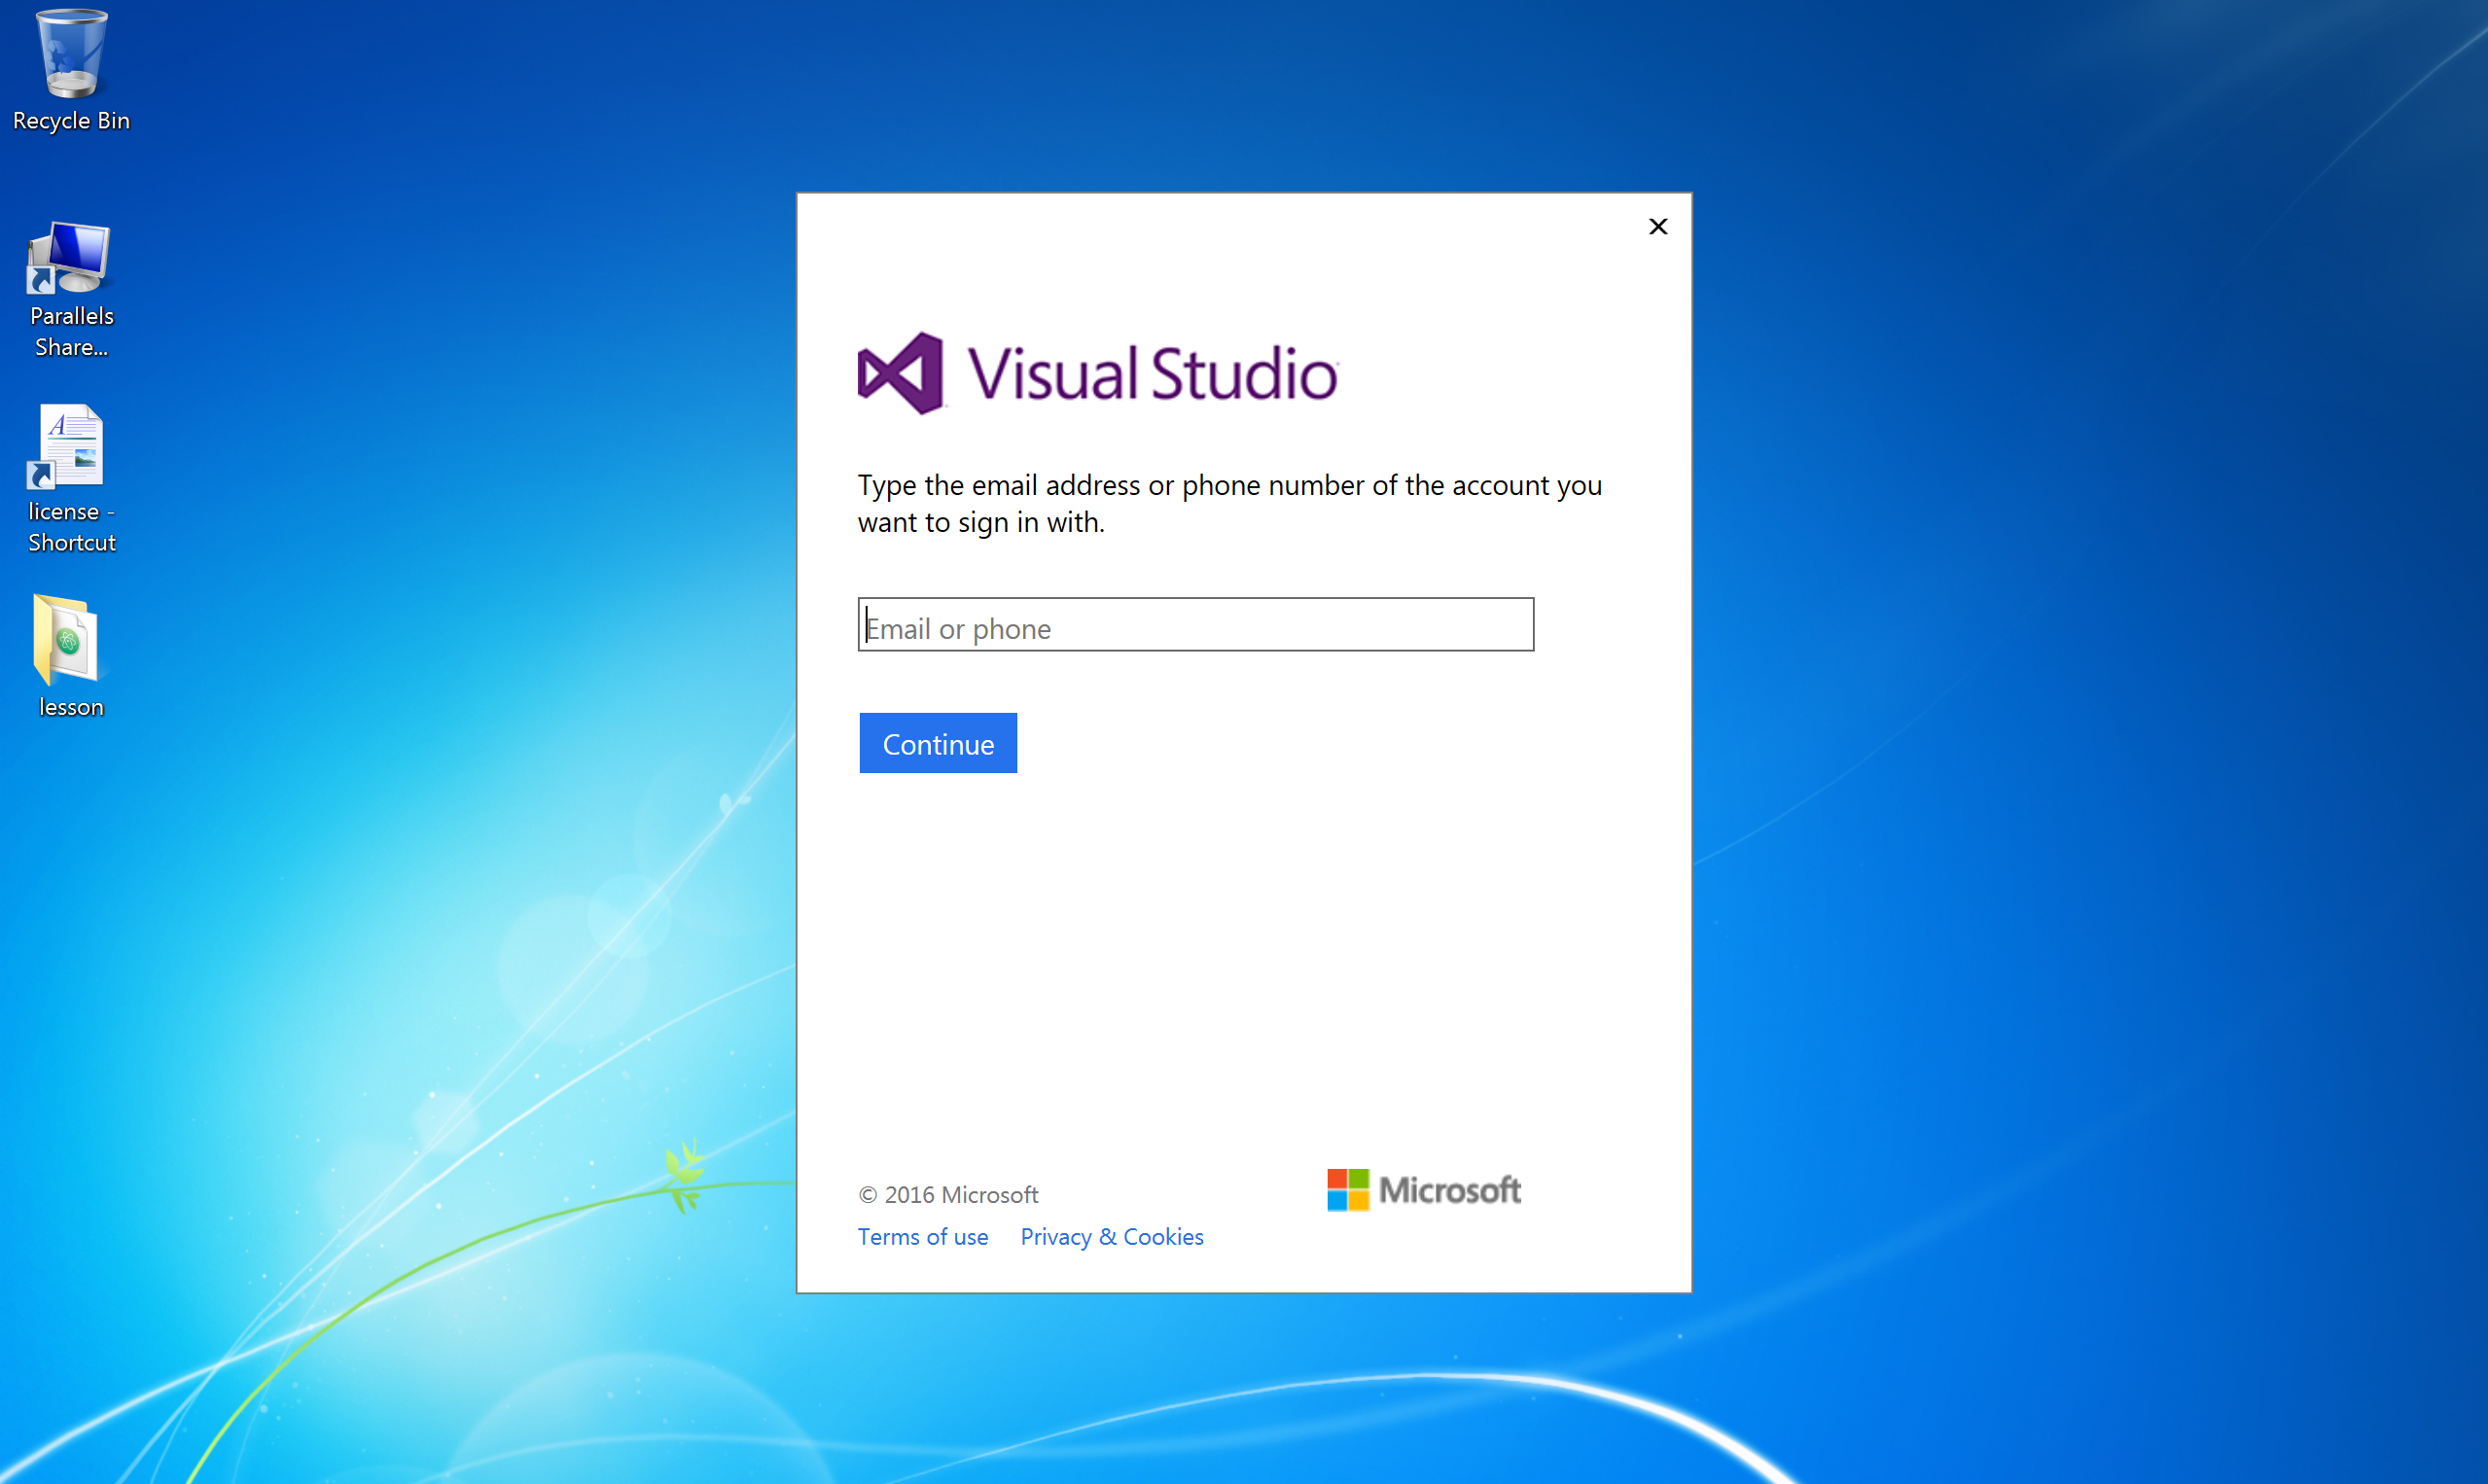 Recycle Bin
Parallels
Share...
license -
Shortcut
lesson
Visual Studio
Type the email address or phone number of the account you
want to sign in with.
Email or phone
Continue
© 2016 Microsoft
Microsoft
Terms of use Privacy & Cookies